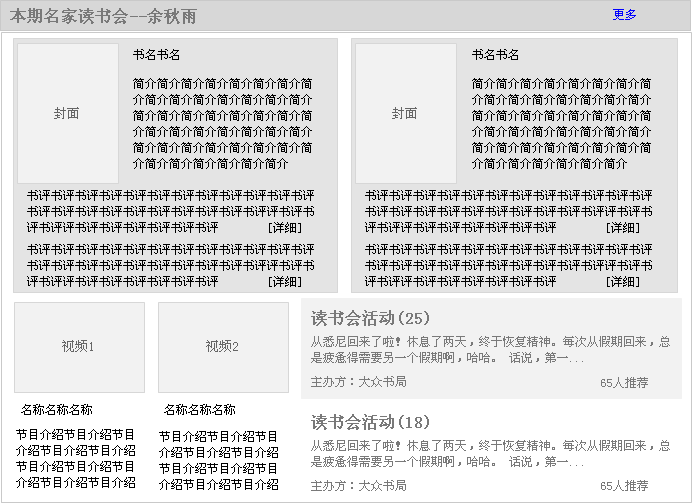 本期名家读书会--余秋雨
更多
封面
书名书名
简介简介简介简介简介简介简介简
介简介简介简介简介简介简介简介
简介简介简介简介简介简介简介简
介简介简介简介简介简介简介简介
简介简介简介简介简介简介简介简
介简介简介简介简介简介简介
书评书评书评书评书评书评书评书评书评书评书评书评
书评书评书评书评书评书评书评书评书评书评书评书评
书评书评书评书评书评书评书评书评 [详细]
书评书评书评书评书评书评书评书评书评书评书评书评
书评书评书评书评书评书评书评书评书评书评书评书评
书评书评书评书评书评书评书评书评 [详细]
封面
书名书名
简介简介简介简介简介简介简介简
介简介简介简介简介简介简介简介
简介简介简介简介简介简介简介简
介简介简介简介简介简介简介简介
简介简介简介简介简介简介简介简
介简介简介简介简介简介简介
书评书评书评书评书评书评书评书评书评书评书评书评
书评书评书评书评书评书评书评书评书评书评书评书评
书评书评书评书评书评书评书评书评 [详细]
书评书评书评书评书评书评书评书评书评书评书评书评
书评书评书评书评书评书评书评书评书评书评书评书评
书评书评书评书评书评书评书评书评 [详细]
视频1
名称名称名称
节目介绍节目介绍节目
介绍节目介绍节目介绍
节目介绍节目介绍节目
介绍节目介绍节目介绍
视频2
名称名称名称
节目介绍节目介绍节目
介绍节目介绍节目介绍
节目介绍节目介绍节目
介绍节目介绍节目介绍
读书会活动(25)
从悉尼回来了啦！休息了两天，终于恢复精神。每次从假期回来，总
是疲惫得需要另一个假期啊，哈哈。 话说，第一...
主办方：大众书局 65人推荐
读书会活动(18)
从悉尼回来了啦！休息了两天，终于恢复精神。每次从假期回来，总
是疲惫得需要另一个假期啊，哈哈。 话说，第一...
主办方：大众书局 65人推荐